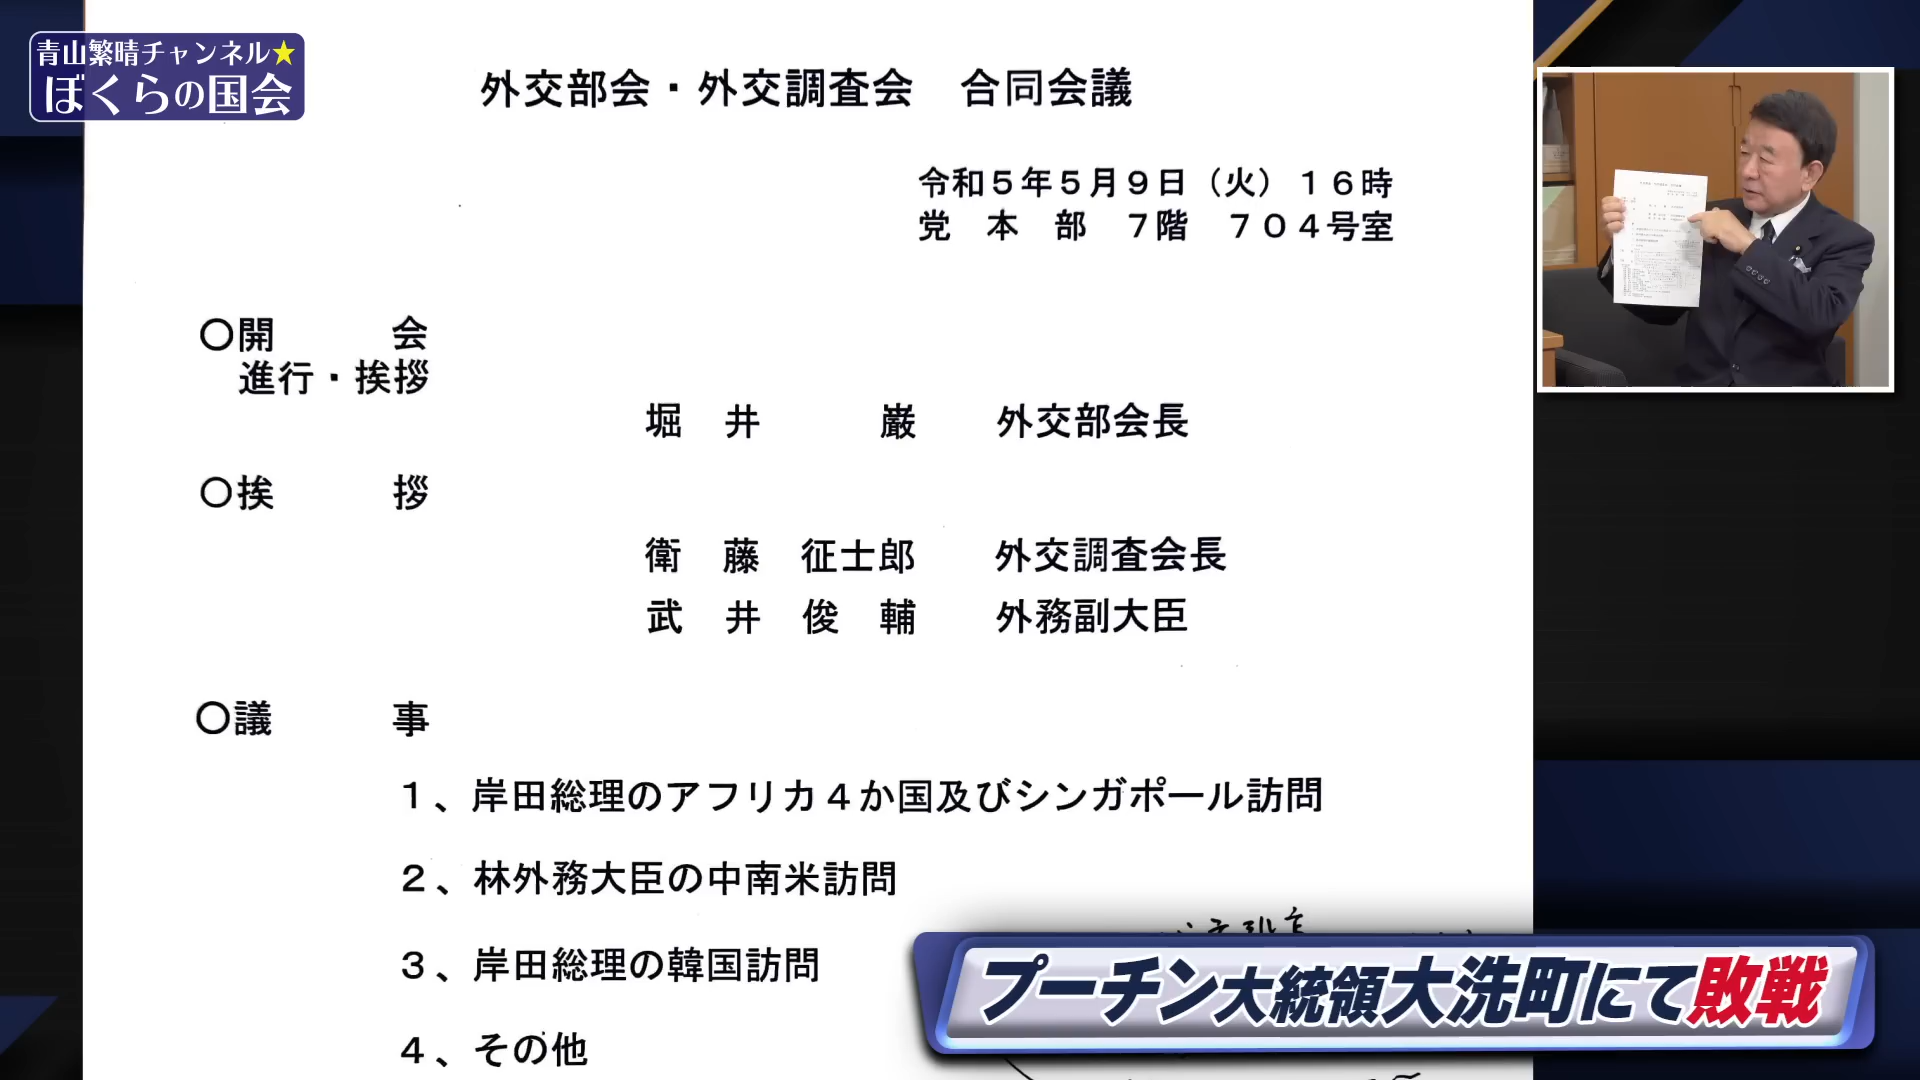 青山繁晴チャンネル★
ぼくらの国会
外交部会・外交調査会　合同会議
令和５年５月９日（火）１６時
党　本　部　７階　７０４号室
〇開　　　会
進行・挨拶
堀　井　　　巌　　外交部会長
〇挨　　　拶
衛　藤　征士郎　　外交調査会長
武　井　俊　輔　　外務副大臣
〇議　　　事
１、岸田総理のアフリカ４か国及びシンガポール訪問
２、林外務大臣の中南米訪問
３、岸田総理の韓国訪問
４、その他
プーチン大統領大洗町にて敗戦